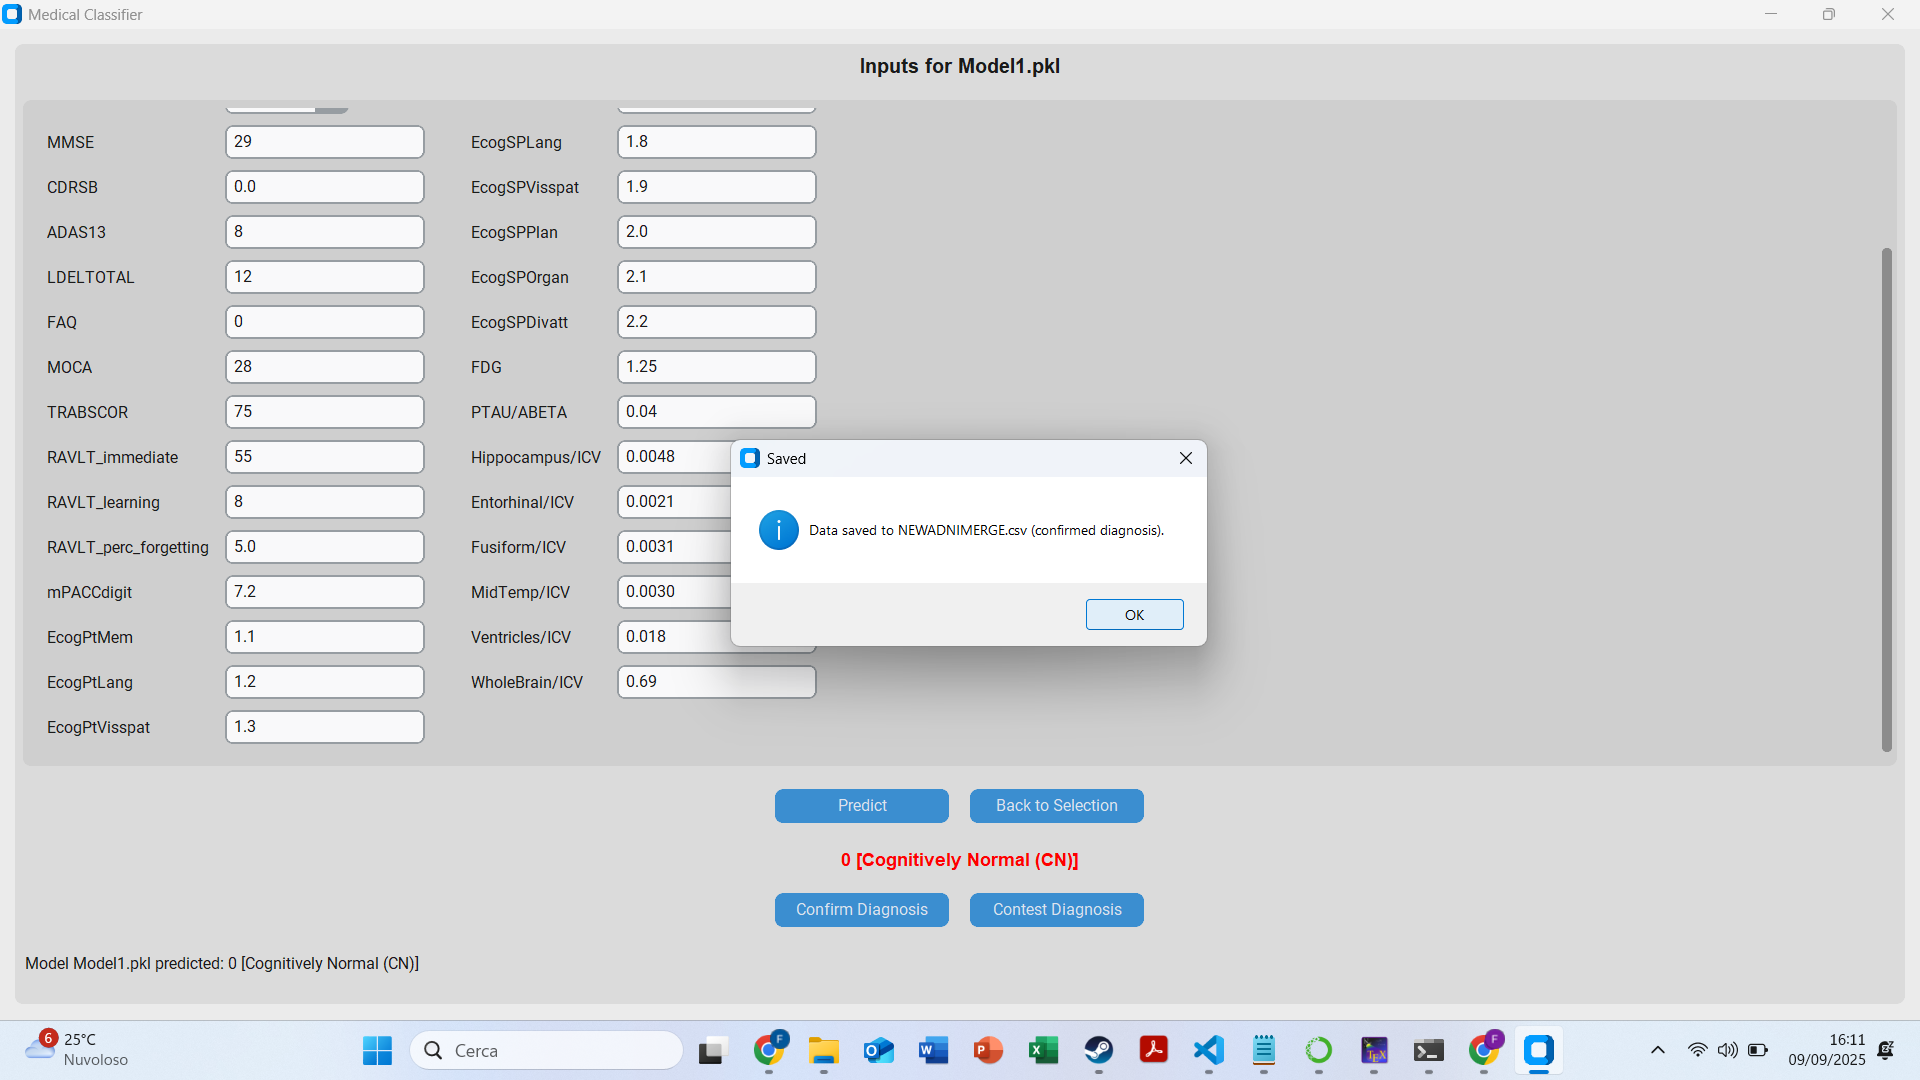 Medical Classifier
Inputs for Model1.pkl
MMSE 29 EcogSPLang 1.8
CDRSB 0.0 EcogSPVisspat 1.9
ADAS13 8 EcogSPPlan 2.0
LDELTOTAL 12 EcogSPOrgan 2.1
FAQ 0 EcogSPDivatt 2.2
MOCA 28 FDG 1.25
TRABSCOR 75 PTAU/ABETA 0.04
RAVLT_immediate 55 Hippocampus/ICV 0.0048
RAVLT_learning 8 Entorhinal/ICV 0.0021
RAVLT_perc_forgetting 5.0 Fusiform/ICV 0.0031
mPACCdigit 7.2 MidTemp/ICV 0.0030
EcogPtMem 1.1 Ventricles/ICV 0.018
EcogPtLang 1.2 WholeBrain/ICV 0.69
EcogPtVisspat 1.3
Saved
Data saved to NEWADNIMERGE.csv (confirmed diagnosis).
OK
Predict Back to Selection
0 [Cognitively Normal (CN)]
Confirm Diagnosis Contest Diagnosis
Model Model1.pkl predicted: 0 [Cognitively Normal (CN)]
6 25°C
Nuvoloso
Cerca
F
F
16:11
09/09/2025